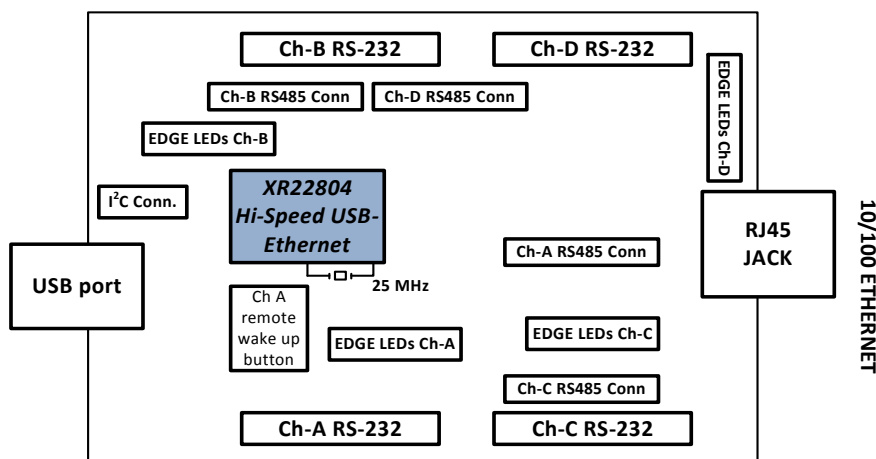 Ch-B RS-232
Ch-D RS-232
Ch-B RS485 Conn
Ch-D RS485 Conn
EDGE LEDs Ch-D
EDGE LEDs Ch-B
XR22804
Hi-Speed USB-
Ethernet
I²C Conn.
RJ45
JACK
10/100 ETHERNET
Ch-A RS485 Conn
USB port
25 MHz
Ch A
remote
wake up
button
EDGE LEDs Ch-A
EDGE LEDs Ch-C
Ch-C RS485 Conn
Ch-A RS-232
Ch-C RS-232